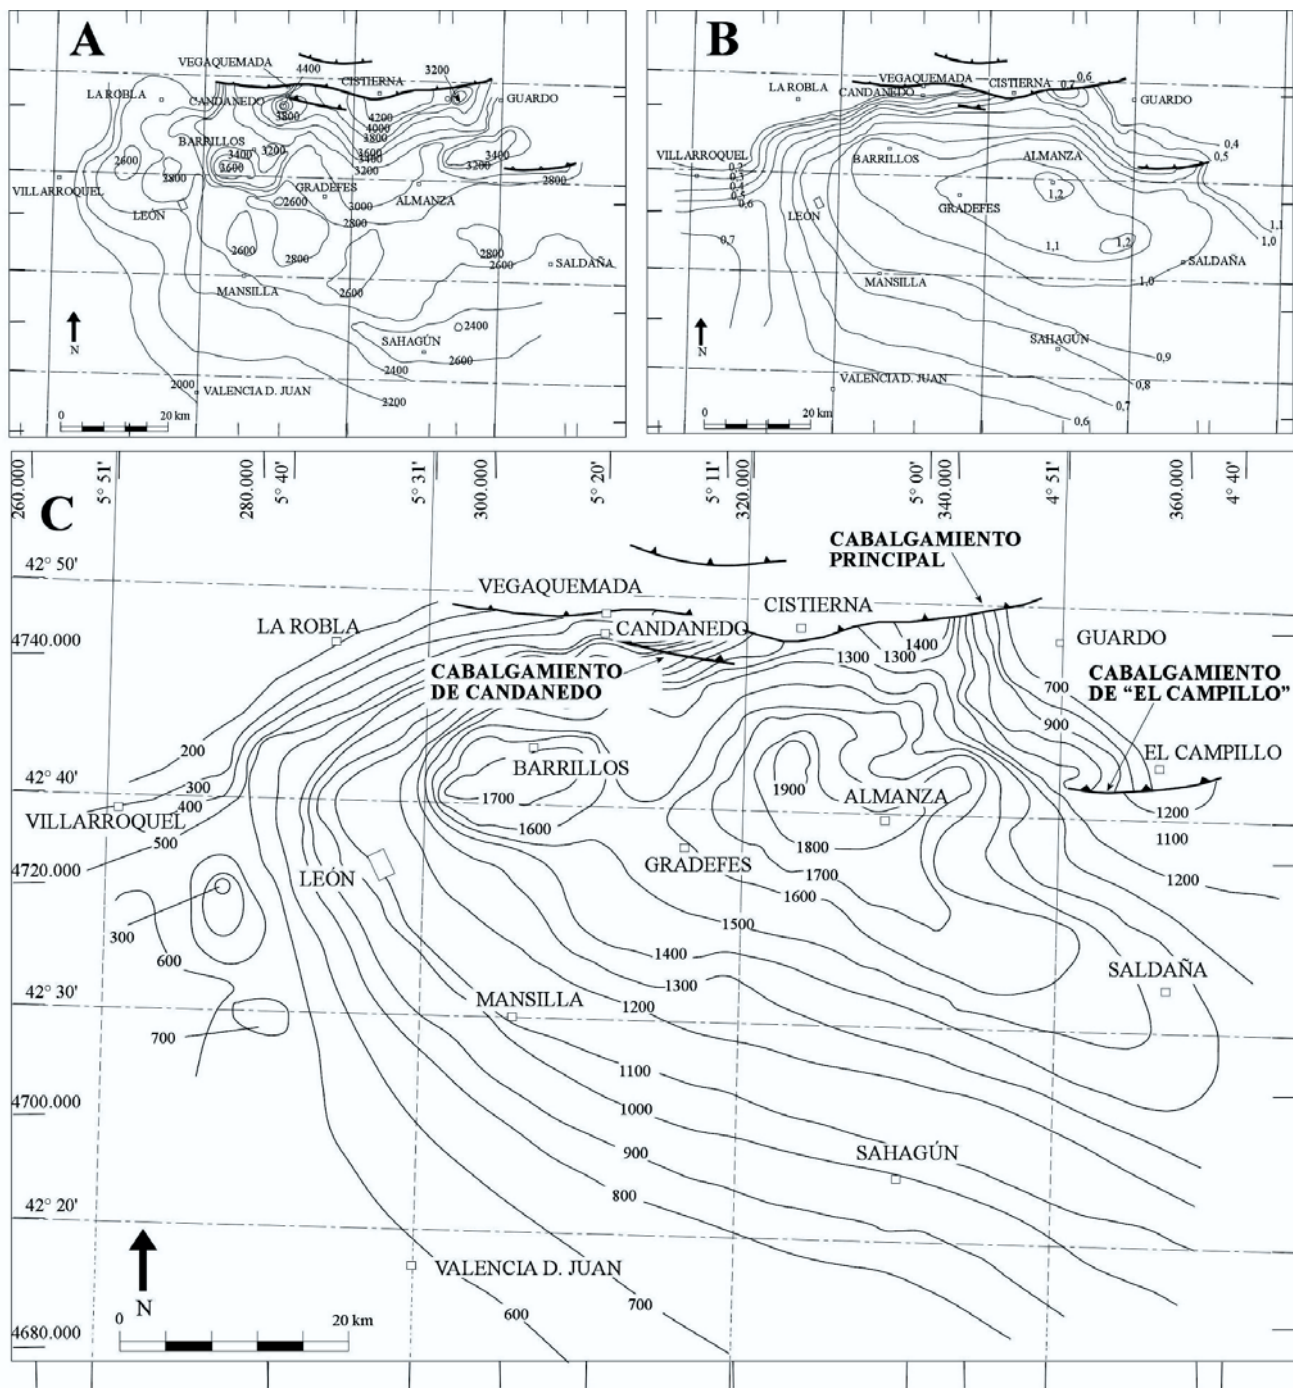 A
VEGAQUEMADA
4400
CISTIERNA
3200
LA ROBLA
CANDANEDO
GUARDO
3800
4200
4000
3800
3600
3400
3200
BARRILLOS
3400
3200
3600
2600
3800
3400
3200
2800
VILLARROQUEL
LEÓN
GRADEFES
2600
3000
ALMANZA
2800
2600
2800
2600
2800
2600
SALDAÑA
MANSILLA
2400
SAHAGÚN
2600
2400
2000
VALENCIA D. JUAN
2200
N
0
20 km
B
VEGAQUEMADA
CISTIERNA
0,6
0,7
LA ROBLA
CANDANEDO
GUARDO
0,4
0,5
VILLARROQUEL
BARRILLOS
ALMANZA
0,2
0,3
0,4
0,5
0,6
LEÓN
GRADEFES
1,2
1,1
1,0
0,7
1,1
1,2
SALDAÑA
MANSILLA
1,0
SAHAGÚN
0,9
0,8
VALENCIA D. JUAN
0,7
0,6
N
0
20 km
C
260.000
5° 51'
280.000
5° 40'
5° 31
300.000
5° 20'
5° 11'
320.000
5° 00'
340.000
4° 51'
360.000
4° 40'
42° 50'
CABALGAMIENTO
PRINCIPAL
VEGAQUEMADA
CISTIERNA
LA ROBLA
CANDANEDO
GUARDO
4740.000
1400
1300
1300
CABALGAMIENTO
DE CANDANEDO
CABALGAMIENTO
DE “EL CAMPILLO”
700
900
200
EL CAMPILLO
BARRILLOS
42° 40'
300
400
1700
1900
ALMANZA
1200
VILLARROQUEL
1600
1100
500
1800
GRADEFES
4720.000
LEÓN
1700
1200
1600
300
1500
600
1400
SALDAÑA
1300
42° 30'
MANSILLA
1200
700
1100
4700.000
1000
900
SAHAGÚN
800
42° 20'
VALENCIA D. JUAN
N
700
600
0
20 km
4680.000